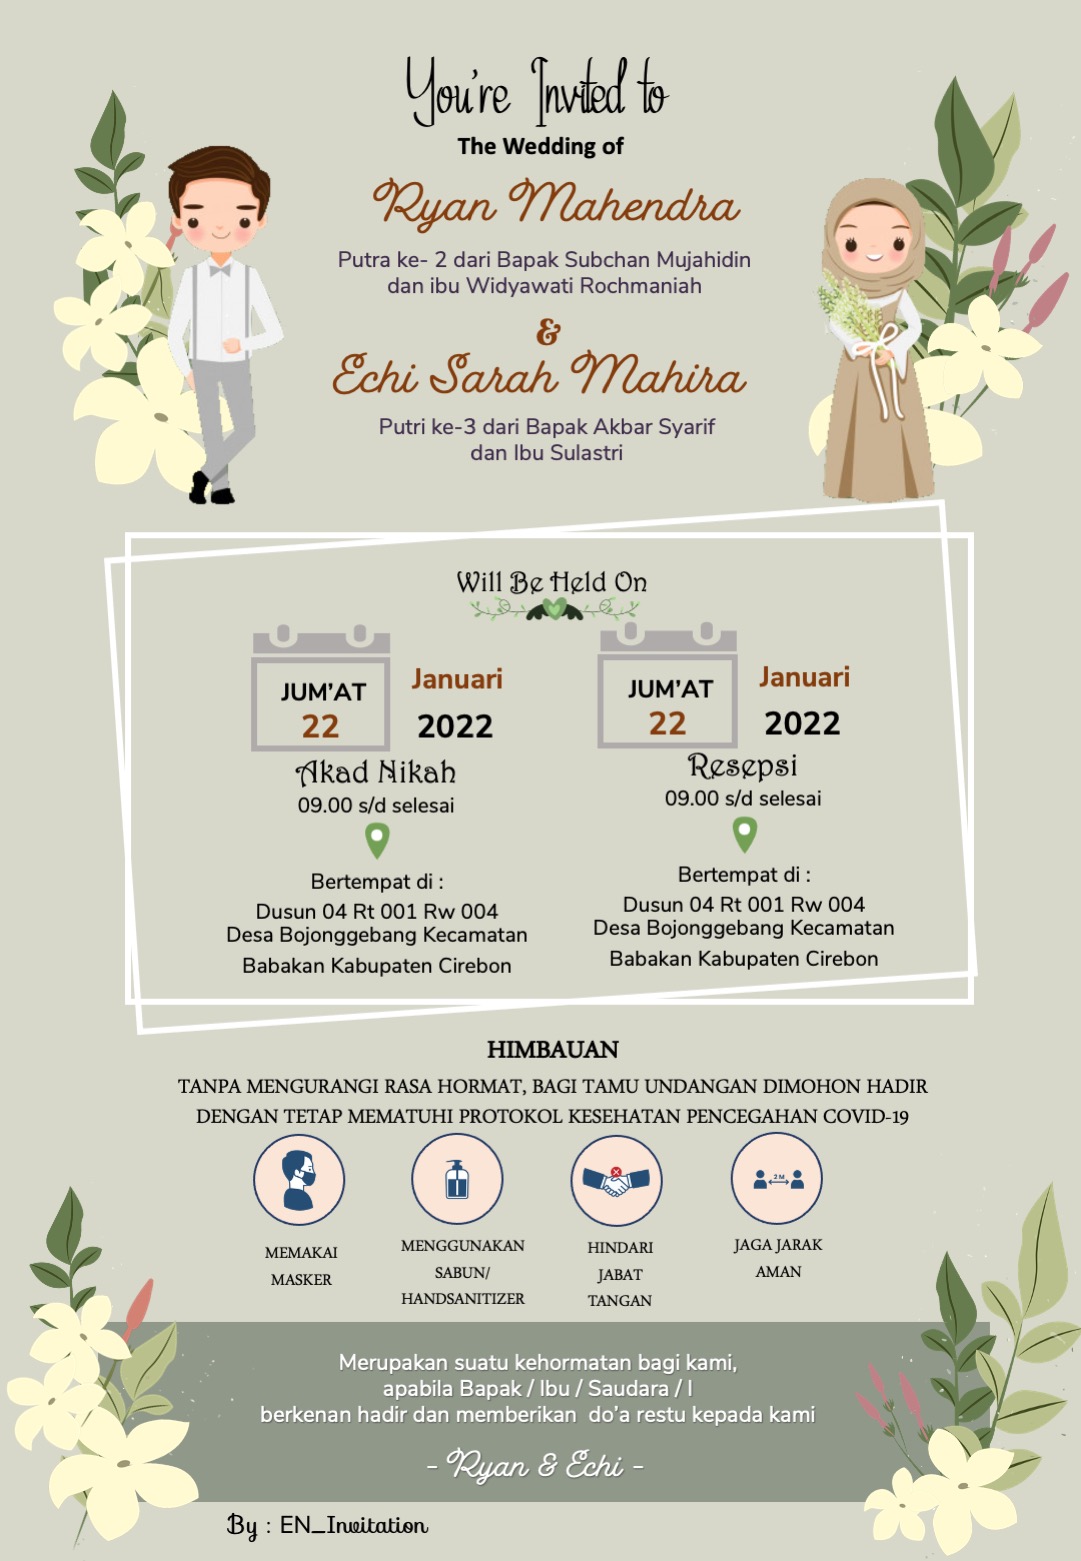 You're Invited to
The Wedding of
Ryan Mahendra
Putra ke- 2 dari Bapak Subchan Mujahidin
dan ibu Widyawati Rochmaniah
&
Echi Sarah Mahira
Putri ke-3 dari Bapak Akbar Syarif
dan Ibu Sulastri
Will Be Held On
JUM'AT
22
Januari
2022
Akad Nikah
09.00 s/d selesai
Bertempat di :
Dusun 04 Rt 001 Rw 004
Desa Bojonggebang Kecamatan
Babakan Kabupaten Cirebon
JUM'AT
22
Januari
2022
Resepsi
09.00 s/d selesai
Bertempat di :
Dusun 04 Rt 001 Rw 004
Desa Bojonggebang Kecamatan
Babakan Kabupaten Cirebon
HIMBAUAN
TANPA MENGURANGI RASA HORMAT, BAGI TAMU UNDANGAN DIMOHON HADIR
DENGAN TETAP MEMATUHI PROTOKOL KESEHATAN PENCEGAHAN COVID-19
MEMAKAI
MASKER
MENGGUNAKAN
SABUN/
HANDSANITIZER
HINDARI
JABAT
TANGAN
2 M
JAGA JARAK
AMAN
Merupakan suatu kehormatan bagi kami,
apabila Bapak / Ibu / Saudara / I
berkenan hadir dan memberikan do'a restu kepada kami
- Ryan & Echi -
By : EN_Invitation